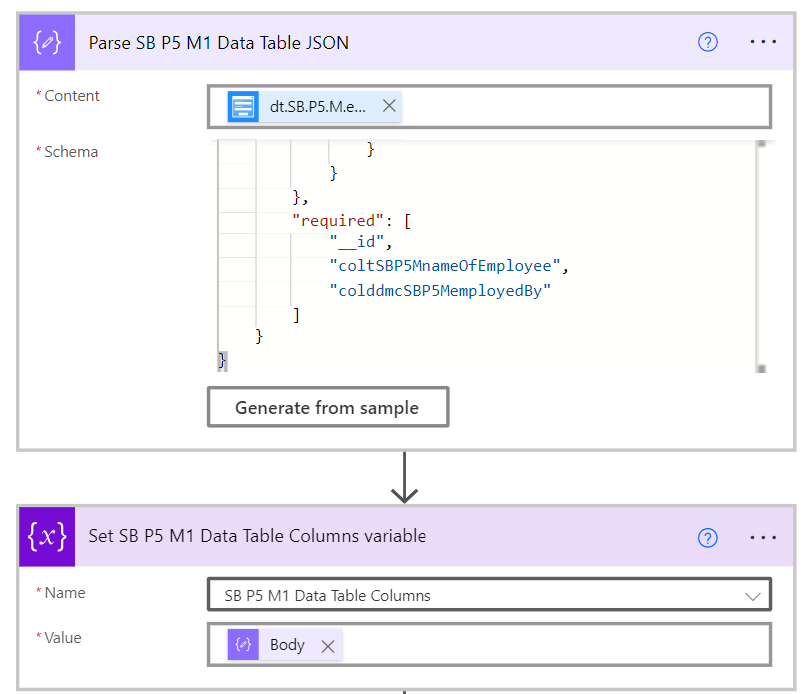 Parse SB P5 M1 Data Table JSON
?
...
* Content
dt.SB.P5.M.e...
* Schema
}
}
},
"required": [
"__id",
"coltSBP5MnameOfEmployee",
"colddmcSBP5MemployedBy"
]
}
}
Generate from sample
{x} Set SB P5 M1 Data Table Columns variable
?
...
* Name
SB P5 M1 Data Table Columns
* Value
Body